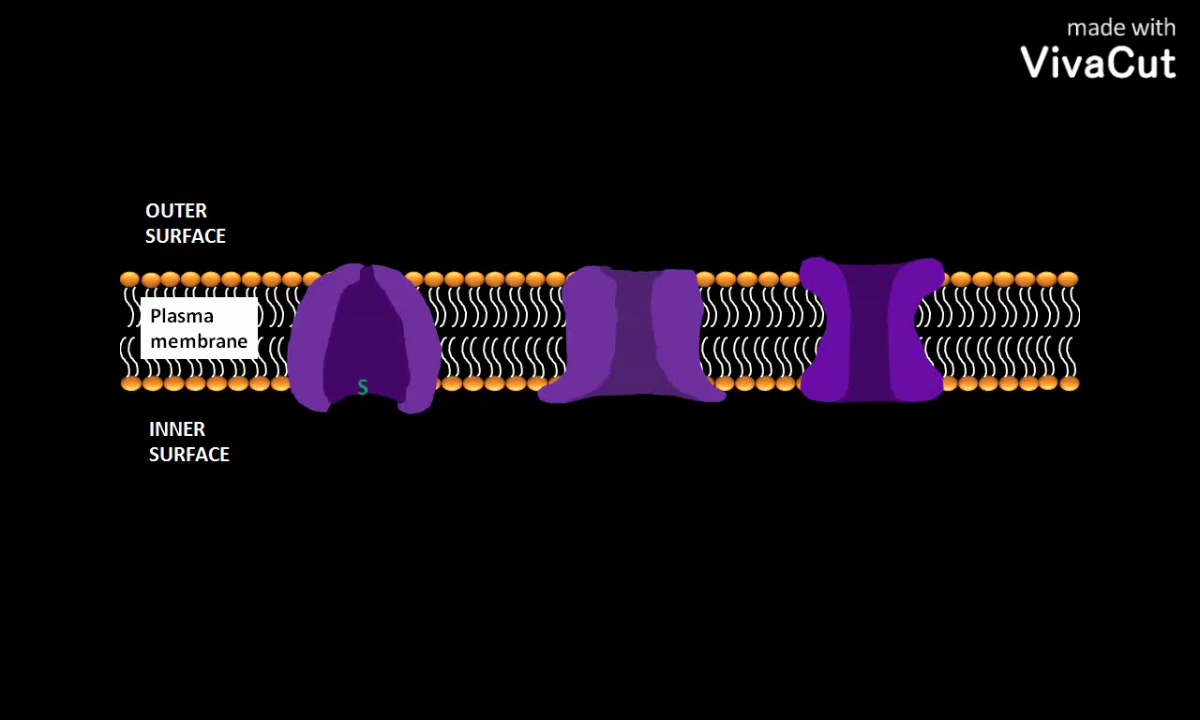 made with
VivaCut
OUTER
SURFACE
Plasma
membrane
S
INNER
SURFACE